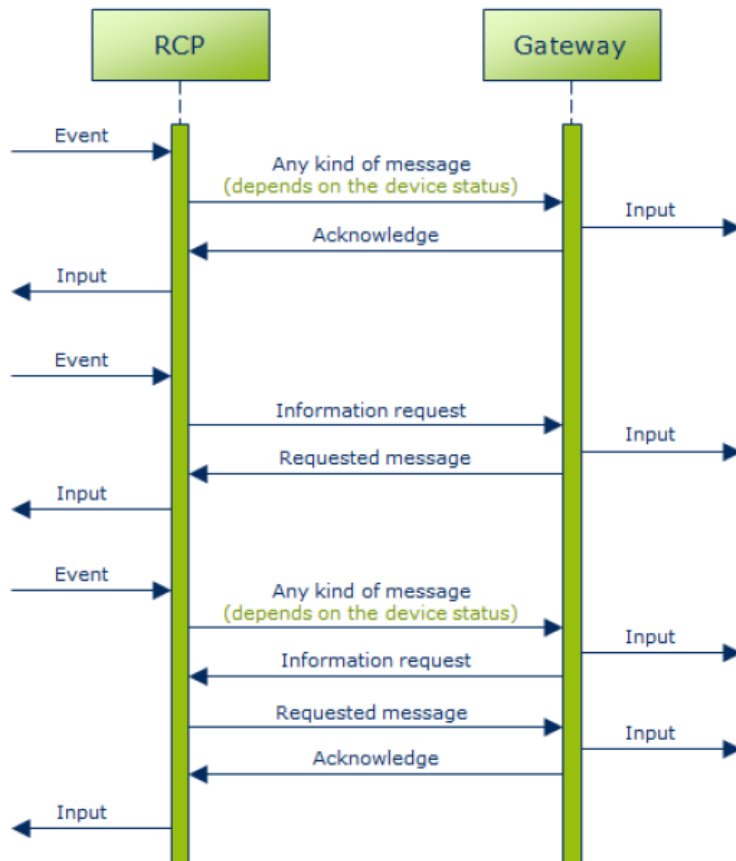 RCP
Gateway
Event
Any kind of message
(depends on the device status)
Input
Acknowledge
Input
Event
Information request
Input
Requested message
Input
Event
Any kind of message
(depends on the device status)
Input
Information request
Requested message
Input
Acknowledge
Input